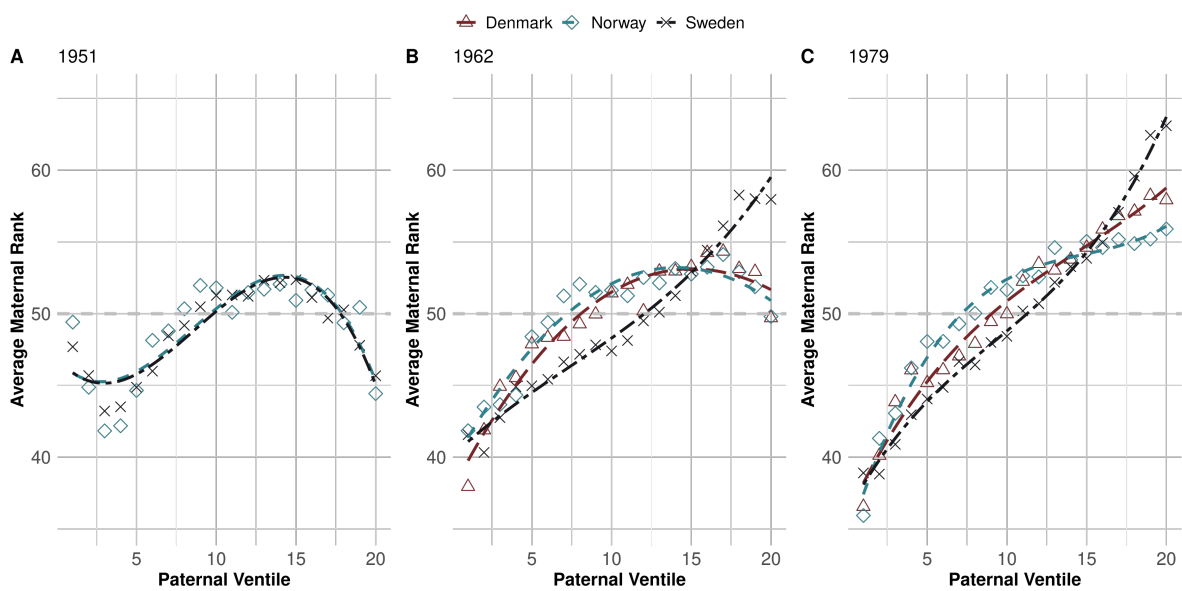 Denmark Norway Sweden
A 1951
B 1962
C 1979
Average Maternal Rank
60
50
40
5 10 15 20
Paternal Ventile
Average Maternal Rank
60
50
40
5 10 15 20
Paternal Ventile
Average Maternal Rank
60
50
40
5 10 15 20
Paternal Ventile